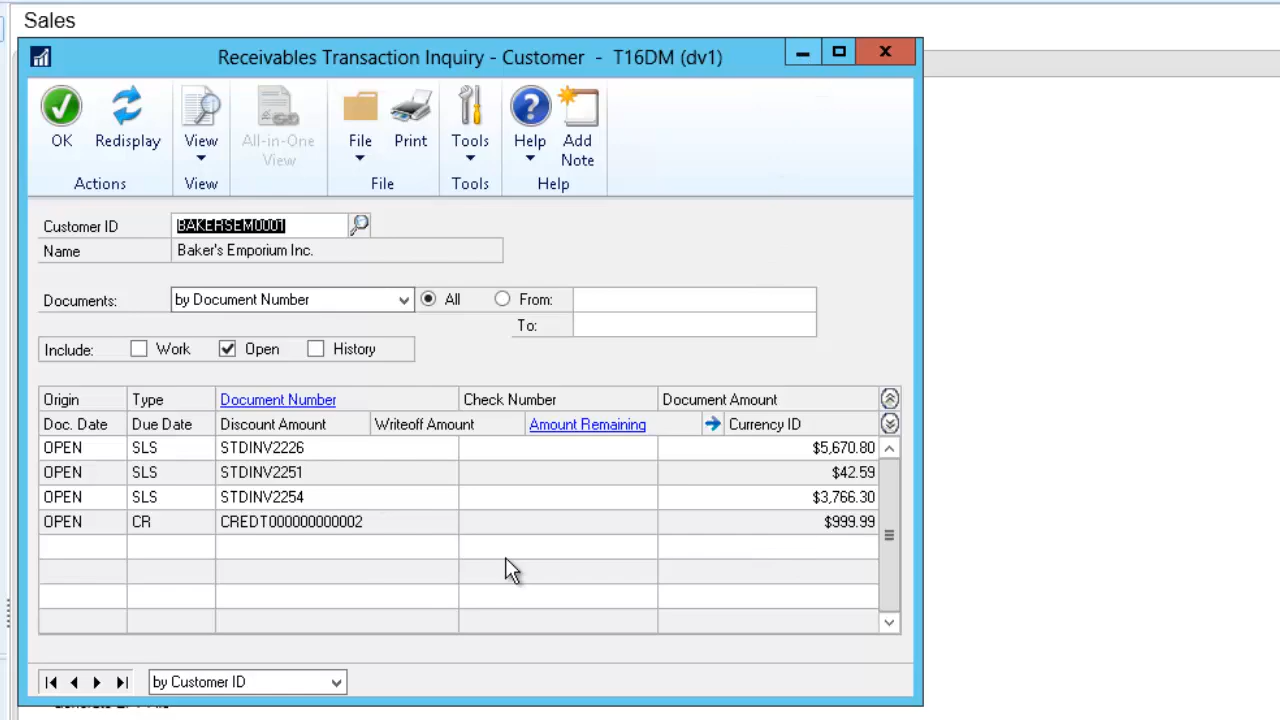 Sales
Receivables Transaction Inquiry - Customer - T16DM (dv1)
OK Redisplay View All-in-One View File Print Tools Help Add Note
Actions View File Tools Help
Customer ID BAKERSEM0001
Name Baker's Emporium Inc.
Documents: by Document Number All From:
To:
Include: Work Open History
Origin Type Document Number Check Number Document Amount
Doc. Date Due Date Discount Amount Writeoff Amount Amount Remaining Currency ID
OPEN SLS STDINV2226 $5,670.80
OPEN SLS STDINV2251 $42.59
OPEN SLS STDINV2254 $3,766.30
OPEN CR CREDT000000000002 $999.99
by Customer ID